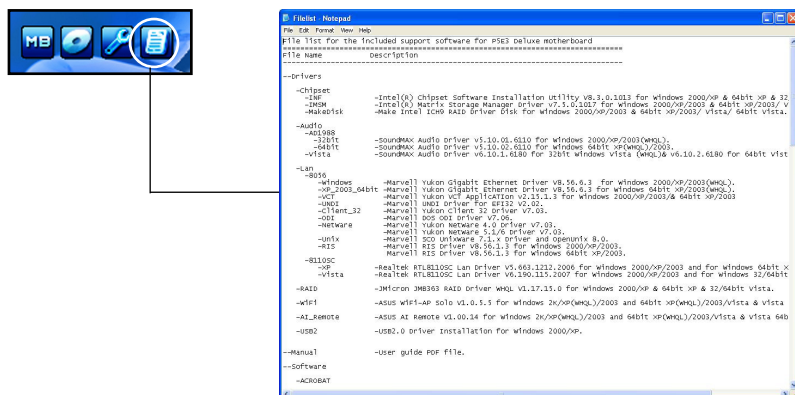 MB
Filelist - Notepad
File Edit Format View Help
File list for the included support software for P5E3 Deluxe motherboard
=========================================================================
File Name Description
-------------------------------------------------------------------------
--Drivers
-Chipset
-INF -Intel(R) Chipset Software Installation Utility V8.3.0.1013 for Windows 2000/XP/2003 & 64bit XP & 32
-IMSM -Intel(R) Matrix Storage Manager Driver v7.5.0.1017 for Windows XP/2003 & 64bit XP/2003/ V
-MakeDisk -Make Intel ICH9 RAID Driver Disk for Windows 2000/XP/2003 & 64bit XP/2003/ Vista/ 64bit Vista.
-Audio
-AD1988
-32bit -SoundMAX Audio Driver v5.10.01.6110 for Windows 2000/XP/2003(WHQL).
-64bit -SoundMAX Audio Driver v5.10.02.6110 for Windows 64bit XP(WHQL)/2003.
-Vista -SoundMAX Audio Driver v6.10.1.6180 for 32bit Windows Vista (WHQL)& v6.10.2.6180 for 64bit Vist
-Lan
-8056
-Windows -Marvell Yukon Gigabit Ethernet Driver V8.56.6.3 for Windows 2000/XP/2003(WHQL).
-XP_2003_64bit -Marvell Yukon Gigabit Ethernet Driver V8.56.6.3 for Windows 64bit XP/2003(WHQL).
-VCT -Marvell Yukon VCT Application v2.15.1.3 for Windows 2000/XP/2003/& 64bit XP/2003
-UNDI -Marvell UNDI Driver for EFI32 V2.02.
-Client_32 -Marvell Yukon Client 32 Driver V7.03.
-ODI -Marvell DOS ODI Driver V7.06.
-NetWare -Marvell Yukon NetWare 4.0 Driver V7.03.
-Marvell Yukon NetWare 5.1/6 Driver v7.03.
-Unix -Marvell SCO UnixWare 7.1.x Driver and OpenUnix 8.0.
-RIS -Marvell RIS Driver V8.56.1.3 for Windows 2000/XP/2003.
Marvell RIS Driver V8.56.1.3 for Windows 64bit XP/2003.
-8110SC
-XP -Realtek RTL8110SC Lan Driver V5.663.1212.2006 for Windows 2000/XP/2003 and for Windows 64bit X
-Vista -Realtek RTL8110SC Lan Driver V6.190.115.2007 for Windows 2000/XP/2003 and for Windows 32/64bit
-RAID -JMicron JMB363 RAID Driver WHQL V1.17.15.0 for Windows 2000/XP & 64bit XP & 32/64bit Vista.
-WiFi -ASUS WiFi-AP Solo V1.0.5.5 for Windows 2K/XP(WHQL)/2003 and 64bit XP(WHQL)/2003/Vista & Vista
-AI_Remote -ASUS AI Remote V1.00.14 for Windows 2K/XP(WHQL)/2003 and 64bit XP(WHQL)/2003/Vista & Vista 64b
-USB2 -USB2.0 Driver Installation for Windows 2000/XP.
--Manual -User guide PDF file.
--Software
-ACROBAT